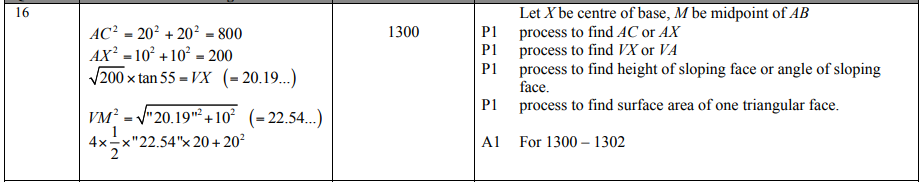 16
AC² = 20² + 20² = 800
AX² = 10² + 10² = 200
√200 × tan 55 = VX (= 20.19...)
VM² = √"20.19"² + 10² (= 22.54...)
4 × 1/2 × "22.54" × 20 + 20²
1300
Let X be centre of base, M be midpoint of AB
P1 process to find AC or AX
P1 process to find VX or VA
P1 process to find height of sloping face or angle of sloping
face.
P1 process to find surface area of one triangular face.
A1 For 1300 – 1302